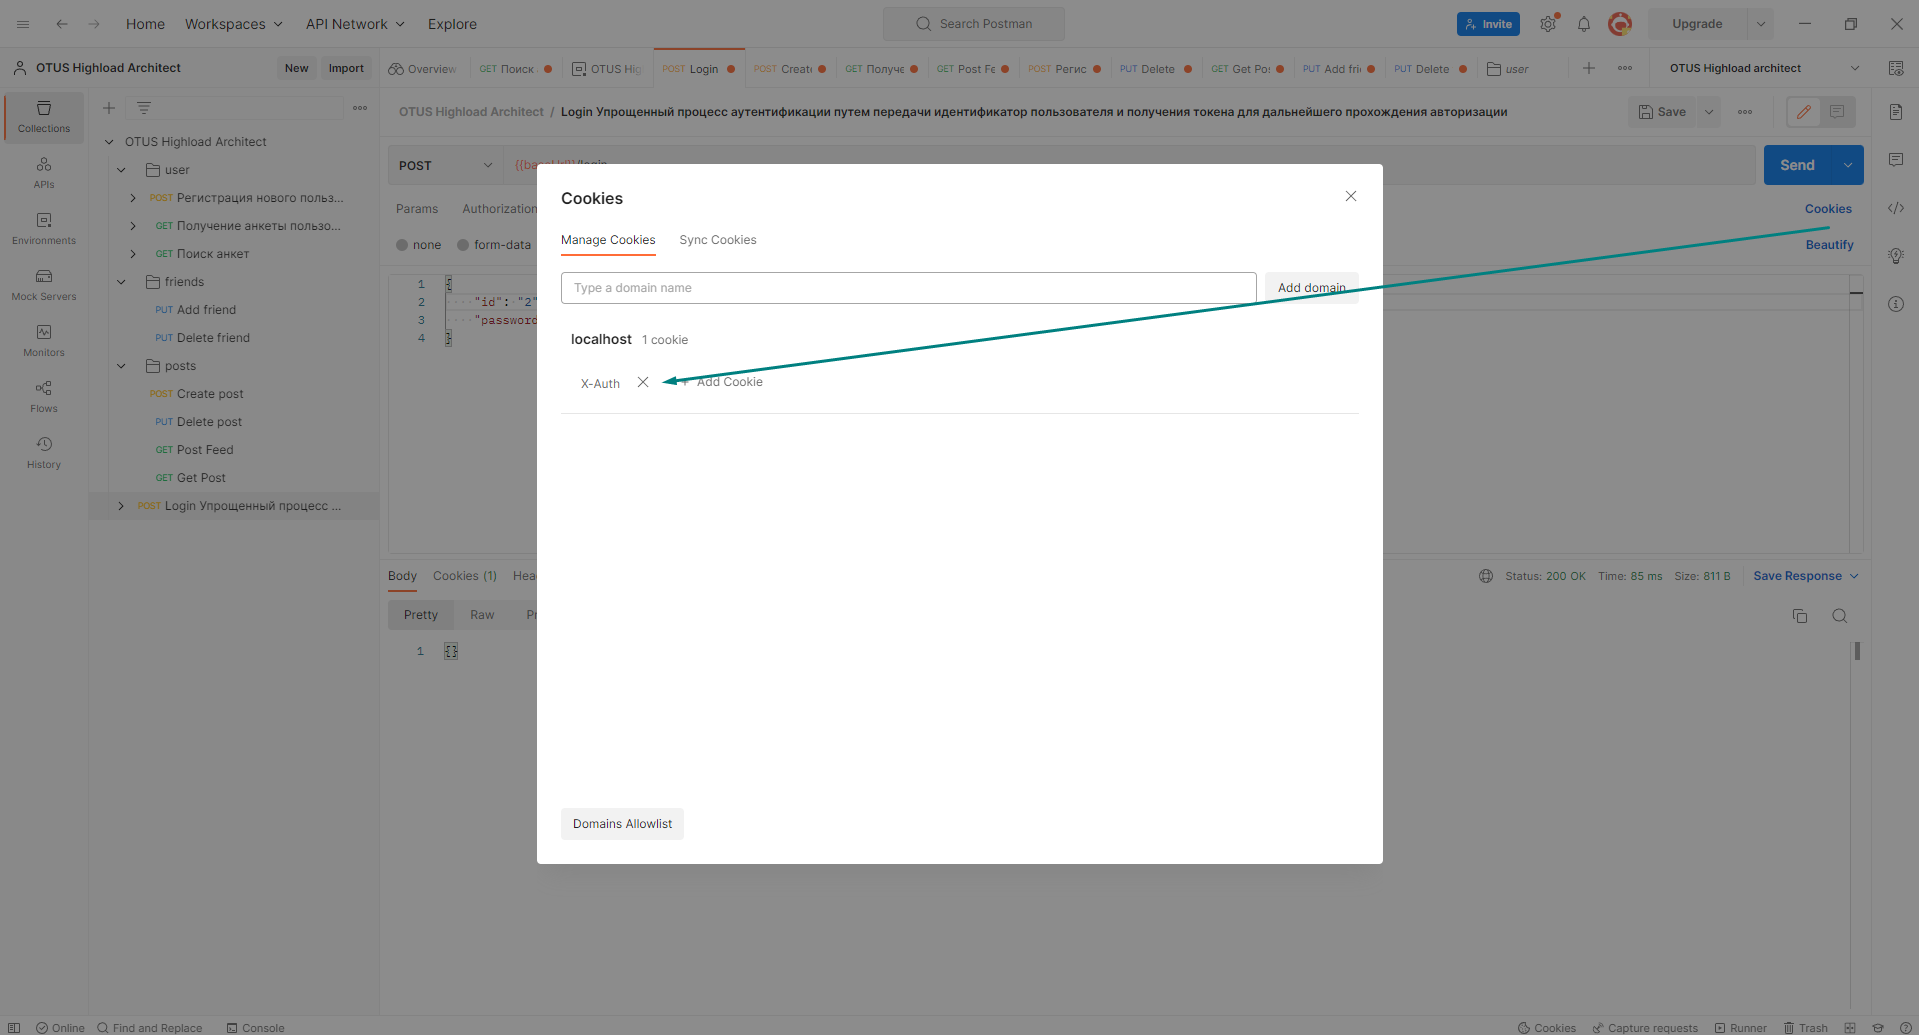 Home Workspaces API Network Explore Search Postman Invite Upgrade
OTUS Highload Architect New Import Overview GET Поиск OTUS Hig POST Login POST Creat GET Получе POST Регис PUT Delete GET Get Po PUT Add fri PUT Delete user OTUS Highload architect
GET Post Fe
OTUS Highload Architect / Login Упрощенный процесс аутентификации путем передачи идентификатор пользователя и получения токена для дальнейшего прохождения авторизации Save
Collections
APIs
Environments
Mock Servers
Monitors
Flows
History
OTUS Highload Architect
user
POST Регистрация нового польз...
GET Получение анкеты пользо...
GET Поиск анкет
friends
PUT Add friend
PUT Delete friend
posts
POST Create post
PUT Delete post
GET Post Feed
GET Get Post
POST Login Упрощенный процесс ...
POST Send
Params Authorization Cookies
none form-data Beautify
1 {
2 "id": "2"
3 "password
4 }
Cookies
Manage Cookies Sync Cookies
Type a domain name Add domain
localhost 1 cookie
X-Auth + Add Cookie
Domains Allowlist
Body Cookies (1) Hea Status: 200 OK Time: 85 ms Size: 811 B Save Response
Pretty Raw Pr
1 {}
Online Find and Replace Console Cookies Capture requests Runner Trash